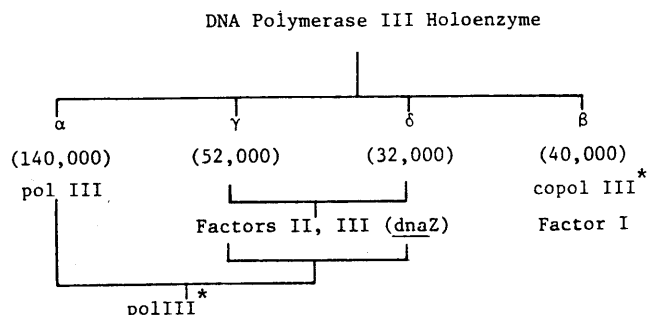 DNA Polymerase III Holoenzyme
α γ δ β
(140,000) (52,000) (32,000) (40,000)
pol III copol III*
Factors II, III (dnaZ) Factor I
polIII*